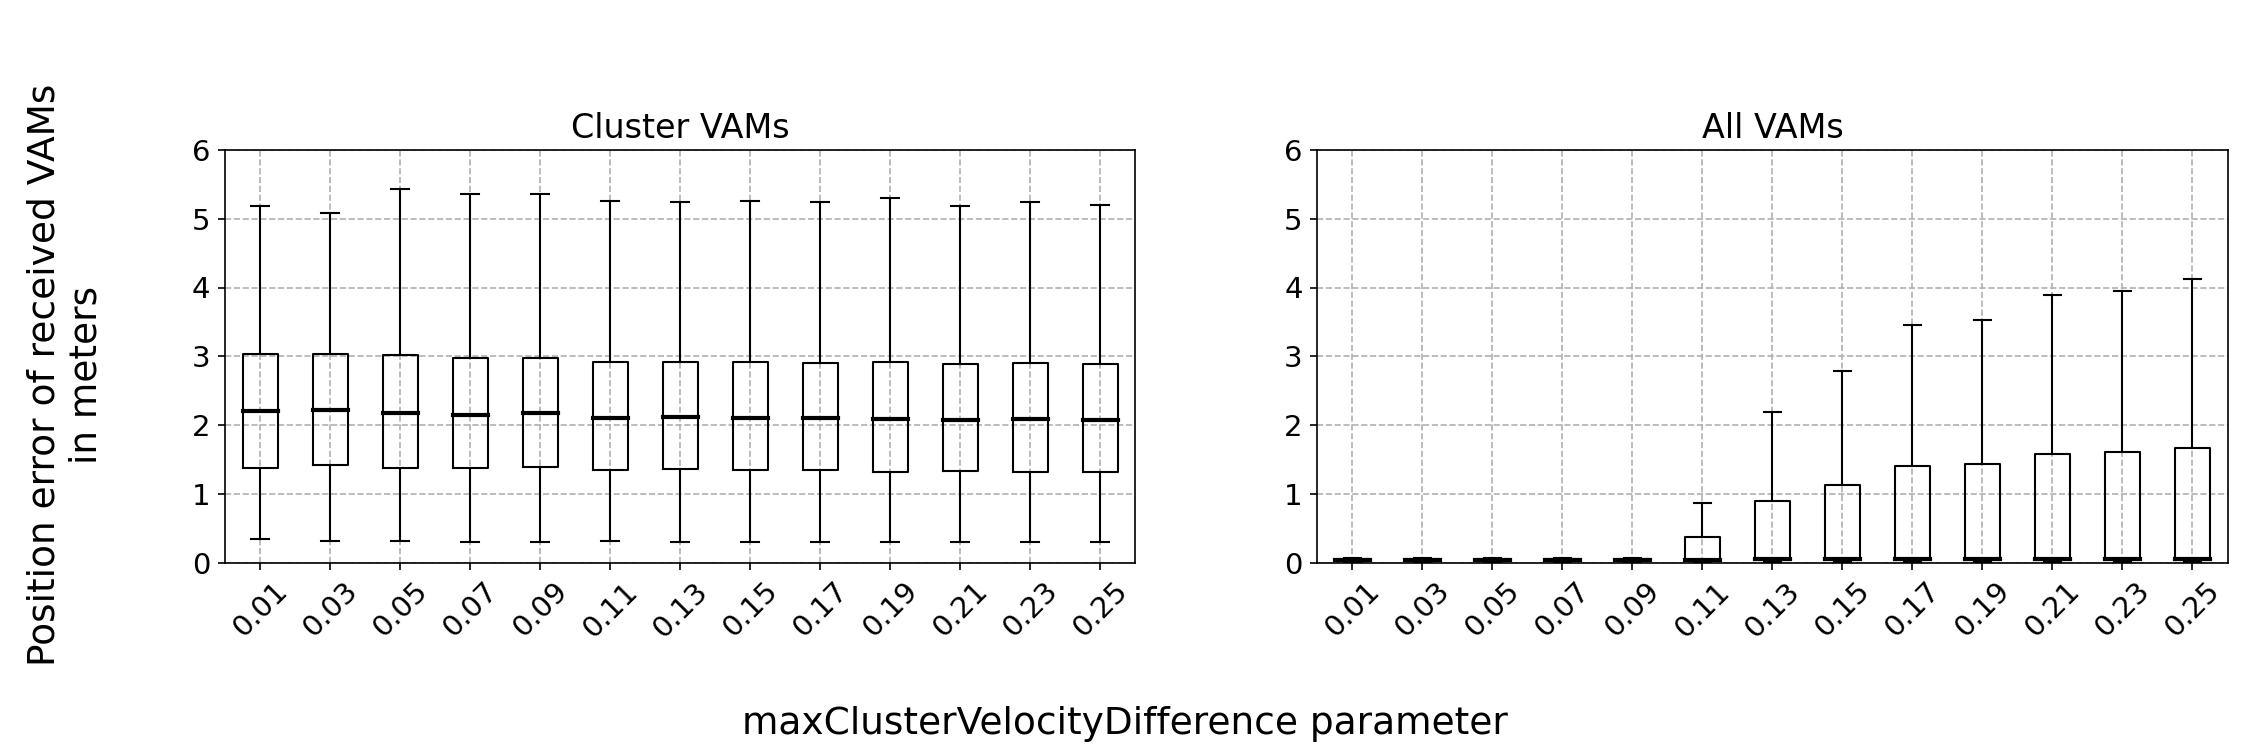 Position error of received VAMs
in meters
Cluster VAMs
6
5
4
3
2
1
0
0.01 0.03 0.05 0.07 0.09 0.11 0.13 0.15 0.17 0.19 0.21 0.23 0.25
All VAMs
6
5
4
3
2
1
0
0.01 0.03 0.05 0.07 0.09 0.11 0.13 0.15 0.17 0.19 0.21 0.23 0.25
maxClusterVelocityDifference parameter